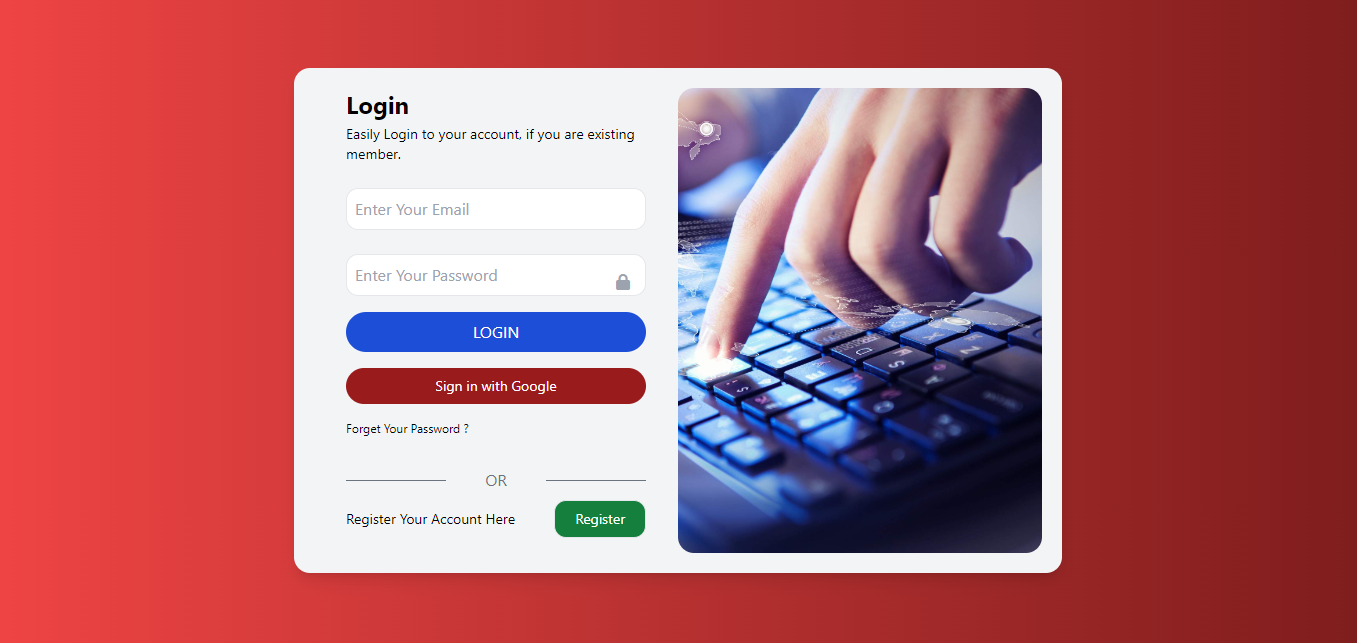 Login
Easily Login to your account, if you are existing
member.
Enter Your Email
Enter Your Password
LOGIN
Sign in with Google
Forget Your Password ?
OR
Register Your Account Here
Register